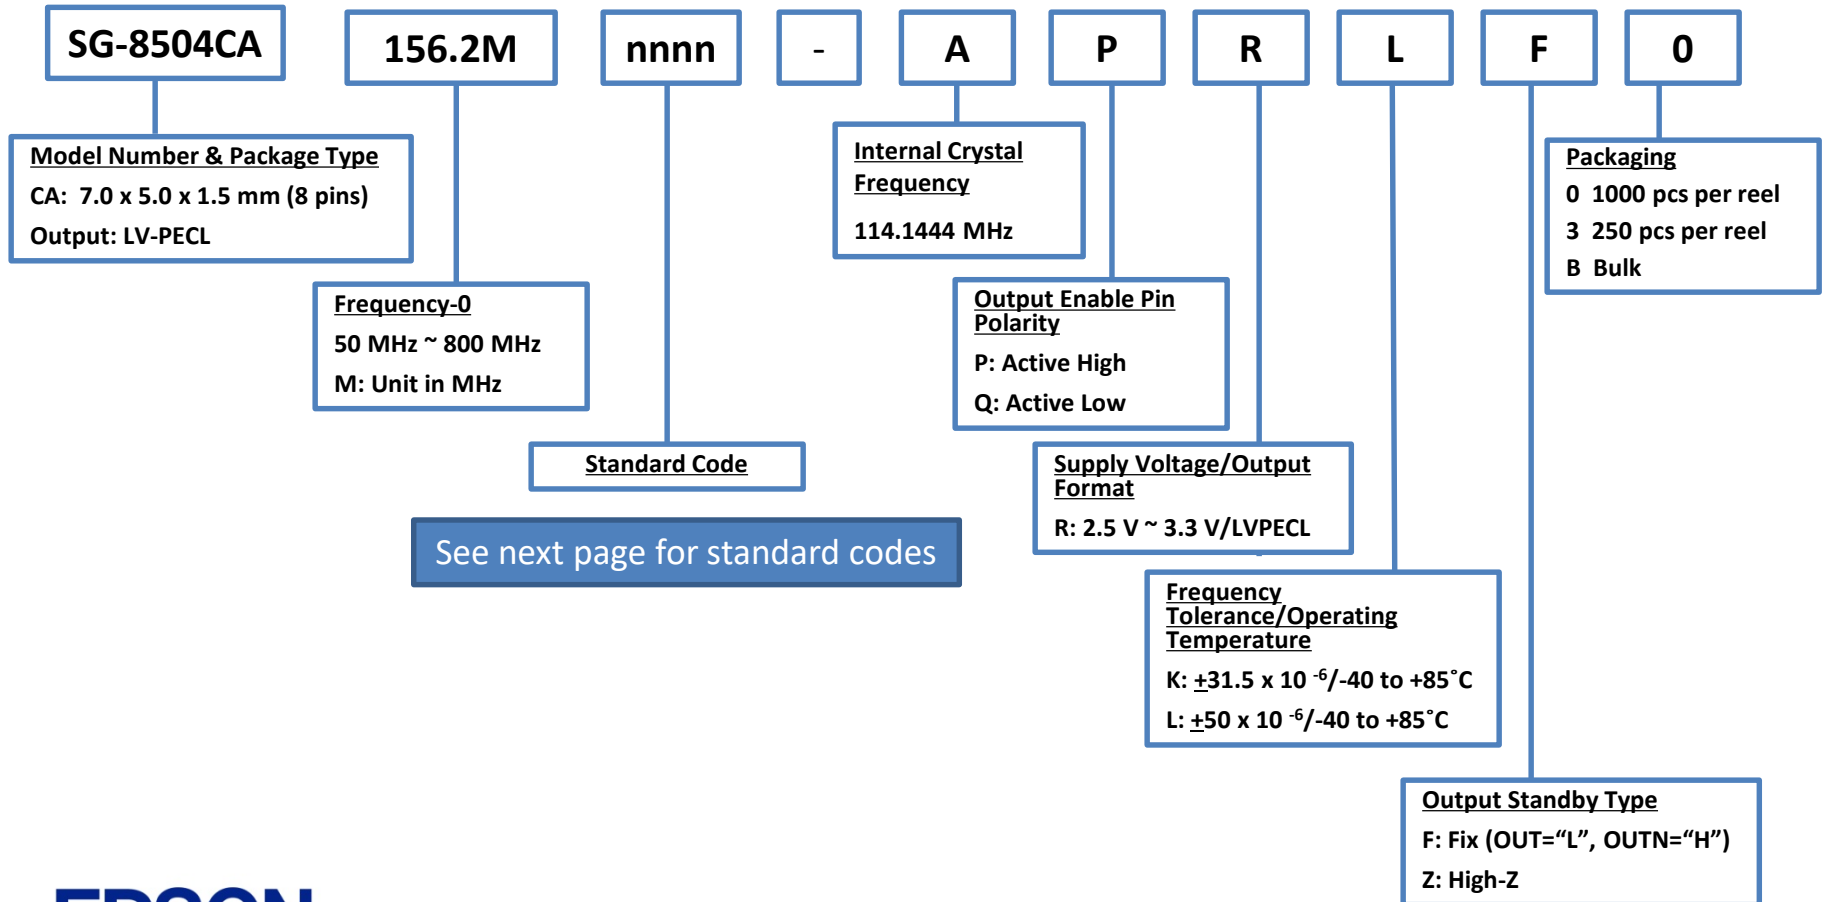 SG-8504CA 156.2M nnnn - A P R L F 0
Model Number & Package Type
CA: 7.0 x 5.0 x 1.5 mm (8 pins)
Output: LV-PECL
Frequency-0
50 MHz ~ 800 MHz
M: Unit in MHz
Standard Code
See next page for standard codes
Internal Crystal
Frequency
114.1444 MHz
Output Enable Pin
Polarity
P: Active High
Q: Active Low
Supply Voltage/Output
Format
R: 2.5 V ~ 3.3 V/LVPECL
Frequency
Tolerance/Operating
Temperature
K: ±31.5 x 10 ⁻⁶/-40 to +85˚C
L: ±50 x 10 ⁻⁶/-40 to +85˚C
Output Standby Type
F: Fix (OUT=“L”, OUTN=“H”)
Z: High-Z
Packaging
0 1000 pcs per reel
3 250 pcs per reel
B Bulk